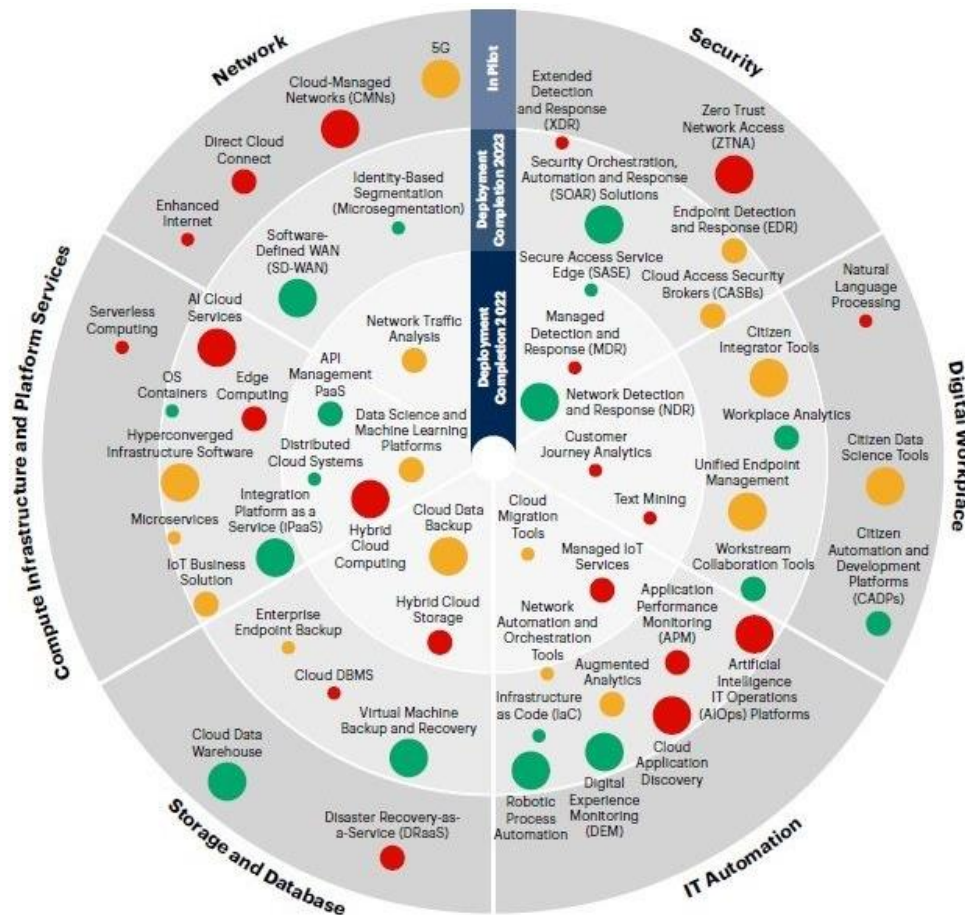 Network
Security
Compute Infrastructure and Platform Services
Digital Workplace
Storage and Database
IT Automation
In Pilot
Deployment
Completion 2023
Deployment
Completion 2022
5G
Cloud-Managed
Networks (CMNs)
Direct Cloud
Connect
Enhanced
Internet
Identity-Based
Segmentation
(Microsegmentation)
Software-
Defined WAN
(SD-WAN)
Network Traffic
Analysis
Extended
Detection
and Response
(XDR)
Zero Trust
Network Access
(ZTNA)
Security Orchestration,
Automation and Response
(SOAR) Solutions
Endpoint Detection
and Response (EDR)
Secure Access Service
Edge (SASE)
Cloud Access Security
Brokers (CASBs)
Managed
Detection and
Response (MDR)
Network Detection
and Response (NDR)
Natural
Language
Processing
Citizen
Integrator Tools
Workplace Analytics
Citizen Data
Science Tools
Customer
Journey Analytics
Unified Endpoint
Management
Text Mining
Workstream
Collaboration Tools
Citizen
Automation and
Development
Platforms
(CADPs)
Serverless
Computing
AI Cloud
Services
OS
Containers
Edge
Computing
API
Management
PaaS
Hyperconverged
Infrastructure Software
Distributed
Cloud Systems
Data Science and
Machine Learning
Platforms
Microservices
Integration
Platform as a
Service (iPaaS)
Hybrid
Cloud
Computing
IoT Business
Solution
Cloud Data
Backup
Hybrid Cloud
Storage
Enterprise
Endpoint Backup
Cloud DBMS
Virtual Machine
Backup and Recovery
Cloud Data
Warehouse
Disaster Recovery-as-
a-Service (DRaaS)
Cloud
Migration
Tools
Managed IoT
Services
Network
Automation and
Orchestration
Tools
Application
Performance
Monitoring
(APM)
Augmented
Analytics
Artificial
Intelligence
IT Operations
(AIOps) Platforms
Infrastructure
as Code (IaC)
Cloud
Application
Discovery
Robotic
Process
Automation
Digital
Experience
Monitoring
(DEM)